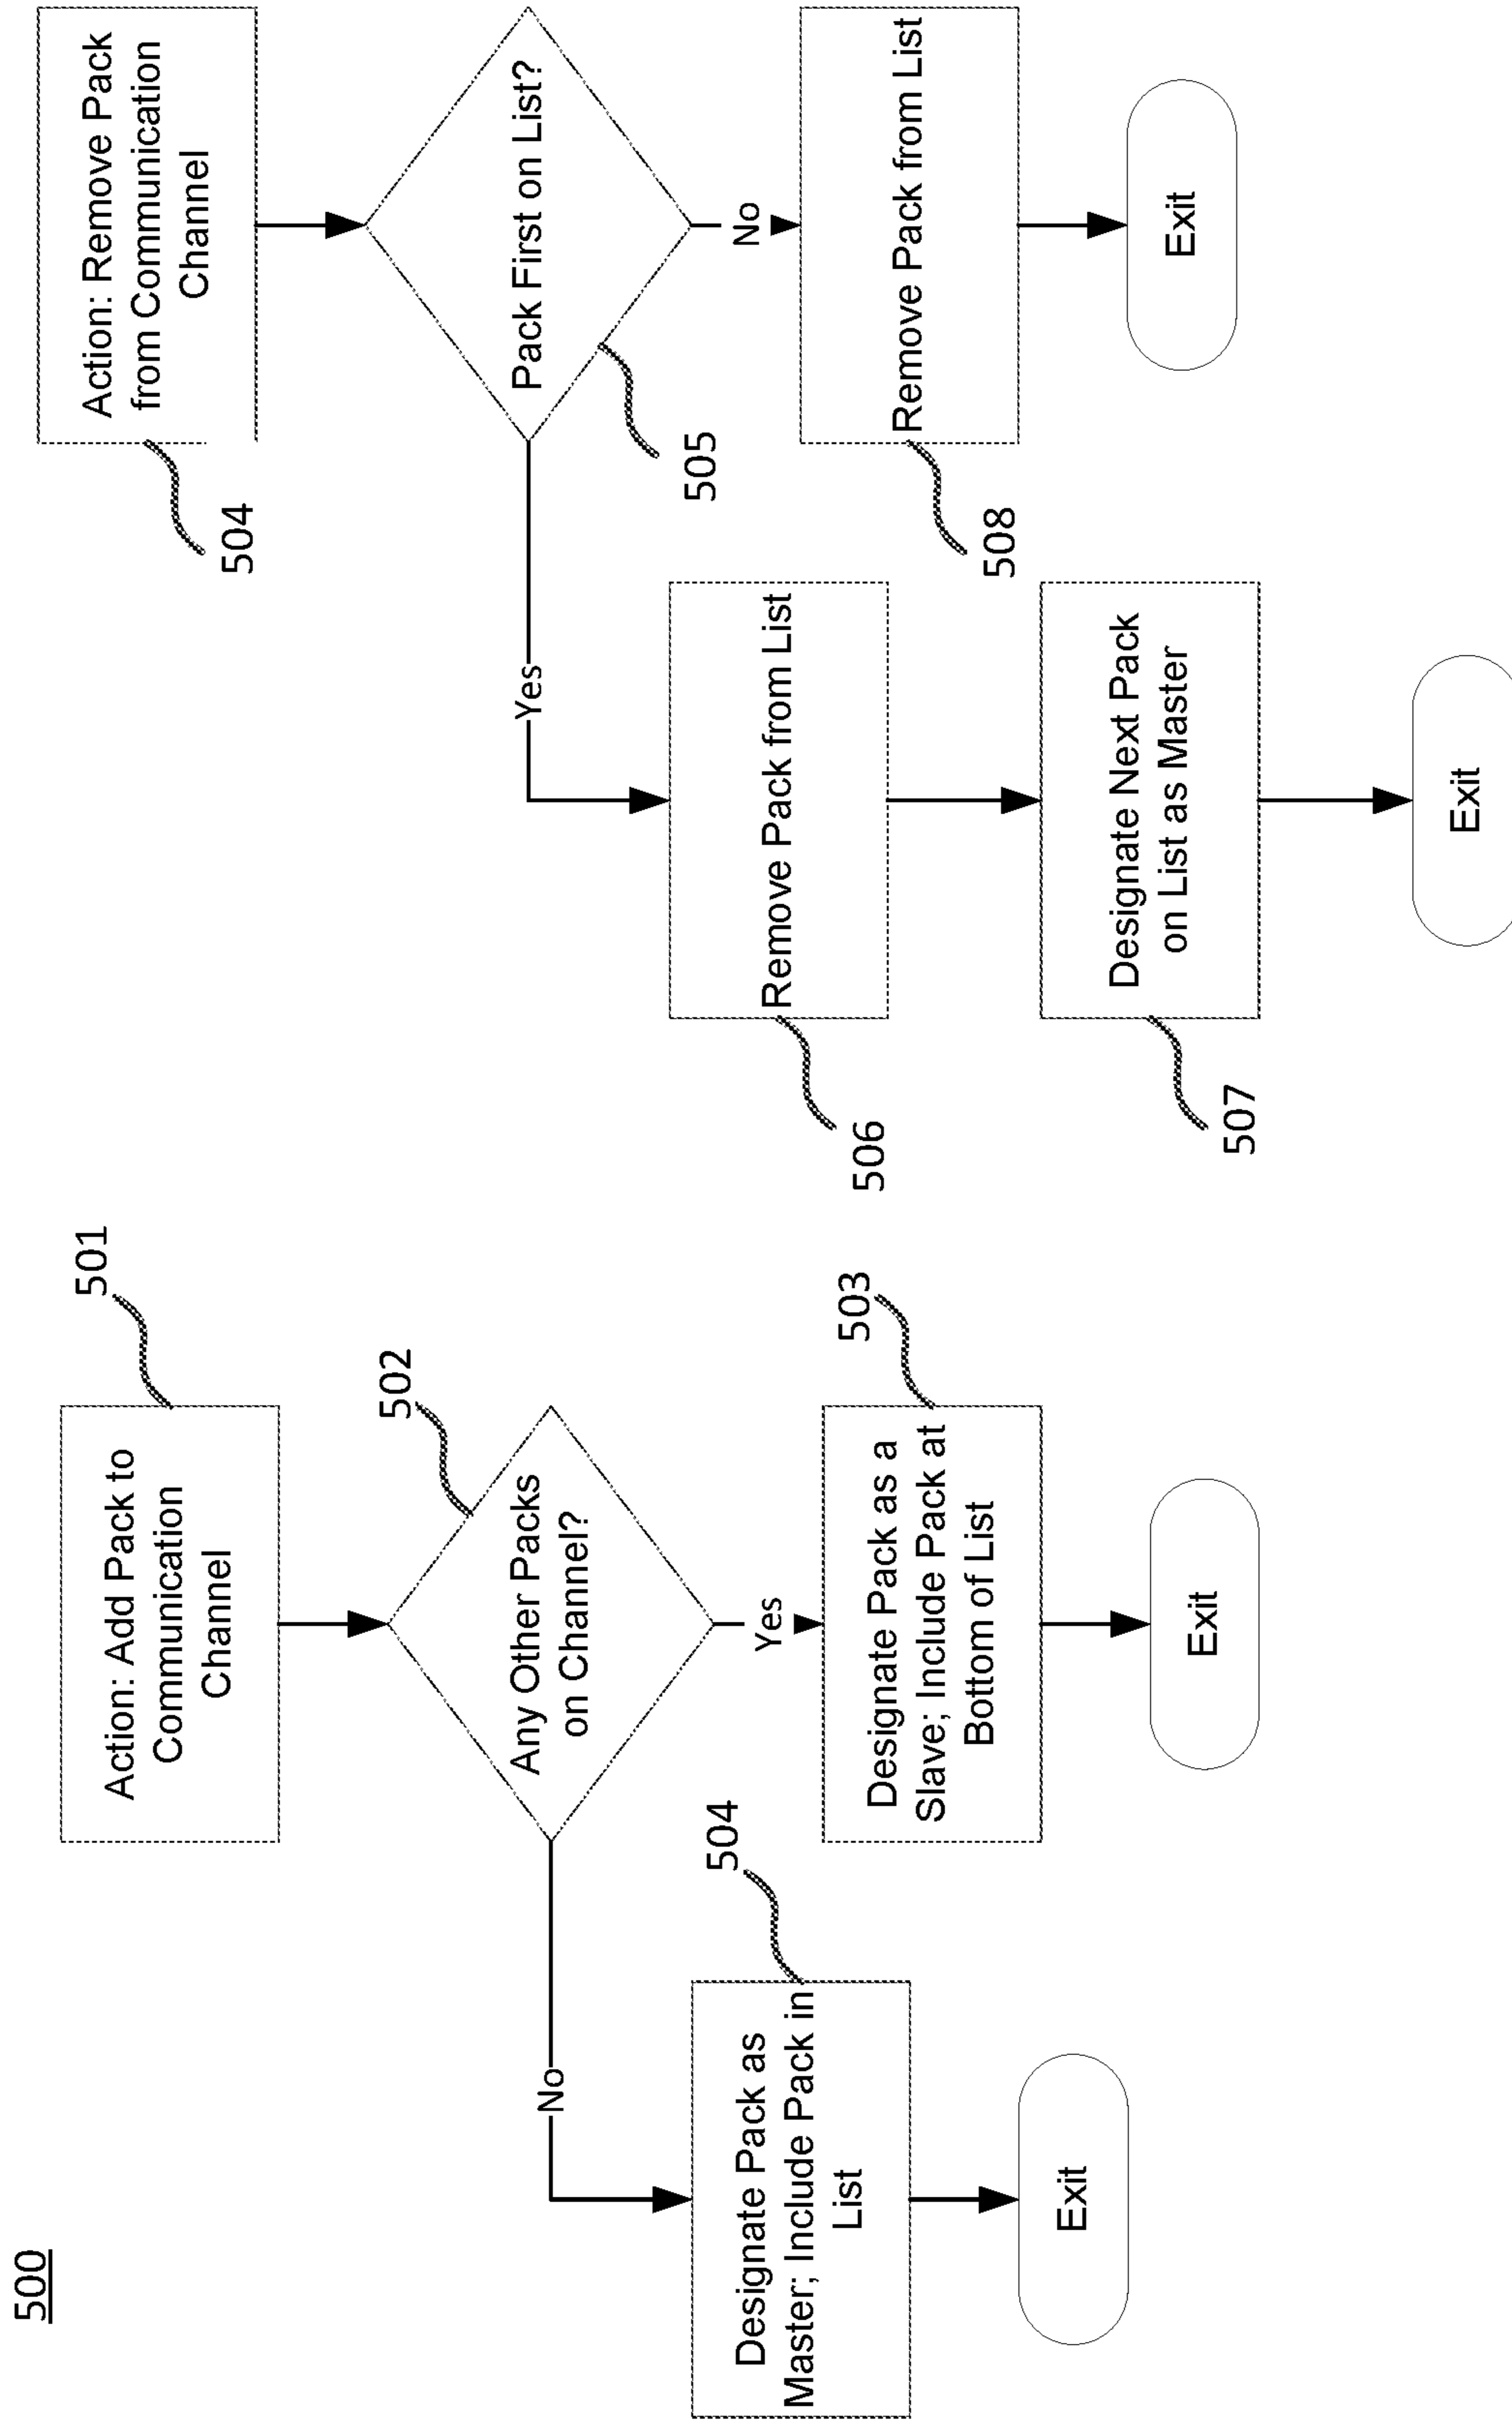 500
Action: Add Pack to
Communication
Channel
501
Any Other Packs
on Channel?
502
No
Yes
Designate Pack as
Master; Include Pack in
List
504
Exit
Designate Pack as a
Slave; Include Pack at
Bottom of List
503
Exit
Action: Remove Pack
from Communication
Channel
504
Pack First on List?
505
Yes
No
Remove Pack from List
506
Designate Next Pack
on List as Master
507
Exit
Remove Pack from List
508
Exit